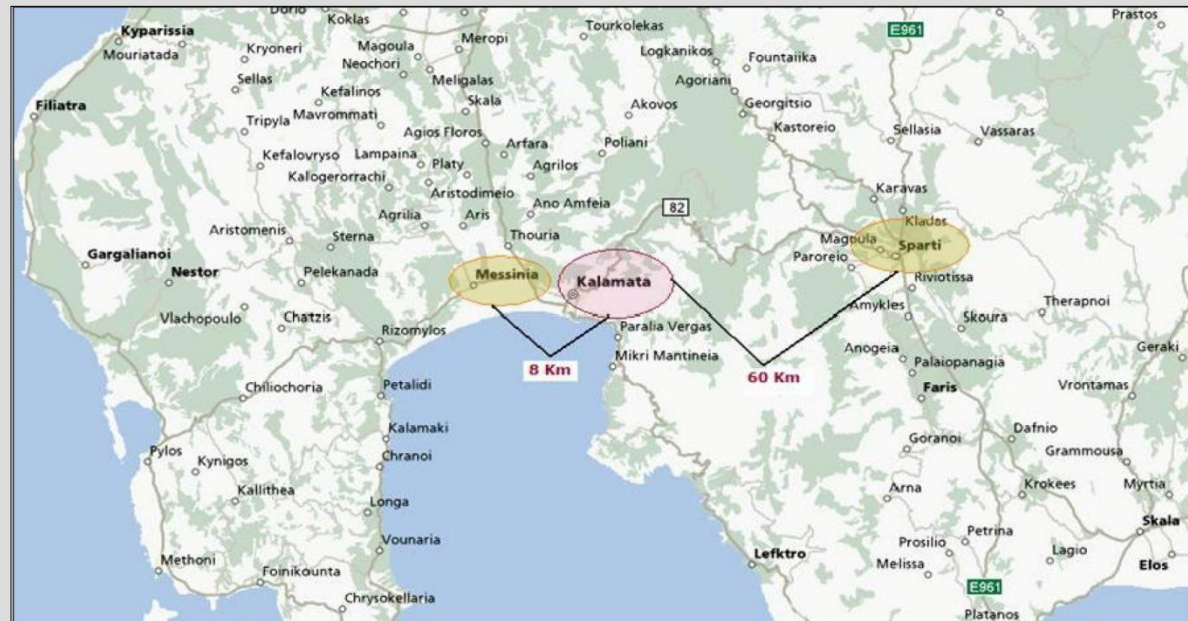 Dorio
Koklas
Kyparissia
Mouriatada
Kryoneri
Sellas
Magoula
Neochori
Meropi
Meligalas
Tourkolekas
Logkanikos
Fountaiika
Agoriani
E961
Prastos
Filiatra
Kefalinos
Mavrommati
Tripyla
Skala
Akovos
Georgitsio
Kastoreio
Sellasia
Vassaras
Agios Floros
Arfara
Poliani
Kefalovryso
Lampaina
Platy
Agrilos
Kalogerorrachi
Aristodimeio
Karavas
Ano Amfeia
82
Klados
Agrilia
Aris
Aristomenis
Sterna
Thouria
Magoula
Sparti
Paroreio
Gargalianoi
Nestor
Pelekanada
Messinia
Kalamata
Riviotissa
Amykles
Therapnoi
Vlachopoulo
Chatzis
Rizomylos
Paralia Vergas
Skoura
Mikri Mantineia
Anogeia
Palaiopanagia
Geraki
8 Km
60 Km
Chiliochoria
Petalidi
Faris
Vrontamas
Kalamaki
Dafnio
Pylos
Kynigos
Chranoi
Goranoi
Grammousa
Kallithea
Longa
Arna
Krokees
Myrtia
Vounaria
Petrina
Skala
Methoni
Foinikounta
Lefktro
Prosilio
Melissa
Lagio
Elos
Chrysokellaria
E961
Platanos